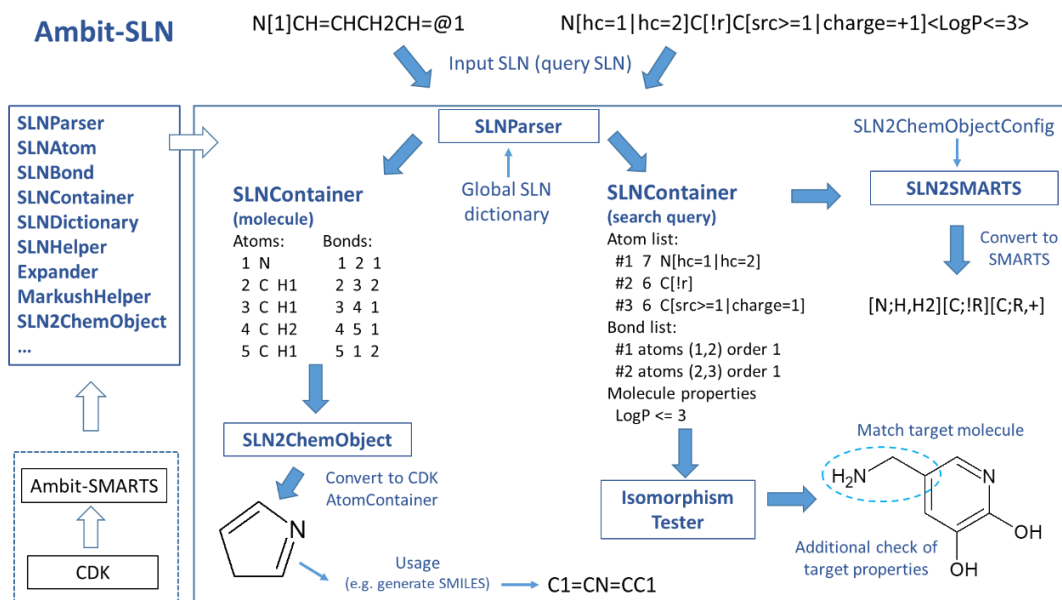 Ambit-SLN
N[1]CH=CHCH2CH=@1
N[hc=1|hc=2]C[!r]C[src>=1|charge=+1]<LogP<=3>
Input SLN (query SLN)
SLNParser
SLNAtom
SLNBond
SLNContainer
SLNDictionary
SLNHelper
Expander
MarkushHelper
SLN2ChemObject
...
Ambit-SMARTS
CDK
SLNParser
Global SLN
dictionary
SLNContainer
(molecule)
Atoms: Bonds:
1 N 1 2 1
2 C H1 2 3 2
3 C H1 3 4 1
4 C H2 4 5 1
5 C H1 5 1 2
SLN2ChemObject
Convert to CDK
AtomContainer
N
Usage
(e.g. generate SMILES)
C1=CN=CC1
SLNContainer
(search query)
Atom list:
#1 7 N[hc=1|hc=2]
#2 6 C[!r]
#3 6 C[src>=1|charge=1]
Bond list:
#1 atoms (1,2) order 1
#2 atoms (2,3) order 1
Molecule properties
LogP <= 3
Isomorphism
Tester
SLN2ChemObjectConfig
SLN2SMARTS
Convert to
SMARTS
[N;H,H2][C;!R][C;R,+]
Match target molecule
H2N
N
OH
OH
Additional check of
target properties